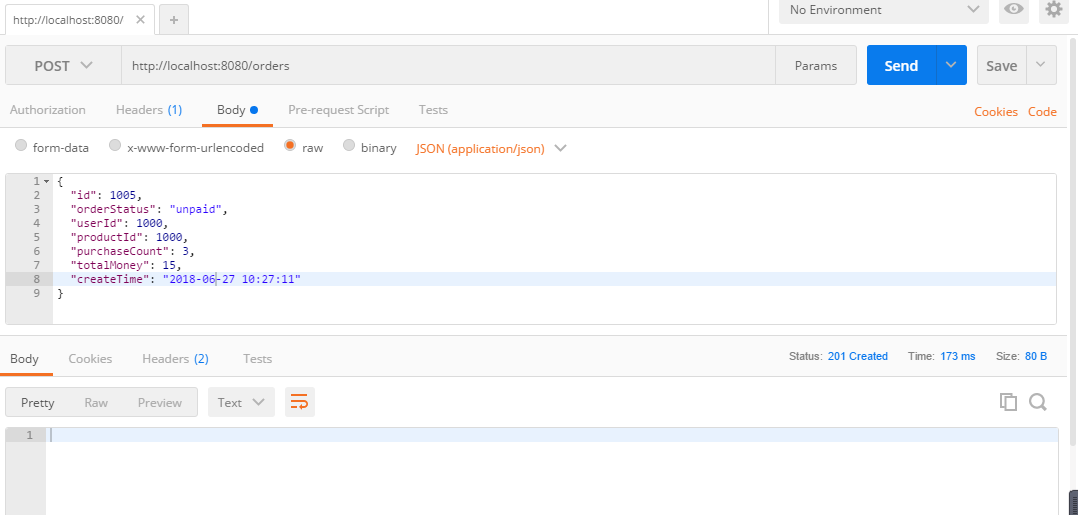 http://localhost:8080/ × +
No Environment
POST http://localhost:8080/orders Params Send Save
Authorization Headers (1) Body Pre-request Script Tests Cookies Code
form-data x-www-form-urlencoded raw binary JSON (application/json)
1 {
2 "id": 1005,
3 "orderStatus": "unpaid",
4 "userId": 1000,
5 "productId": 1000,
6 "purchaseCount": 3,
7 "totalMoney": 15,
8 "createTime": "2018-06-27 10:27:11"
9 }
Body Cookies Headers (2) Tests Status: 201 Created Time: 173 ms Size: 80 B
Pretty Raw Preview Text
1